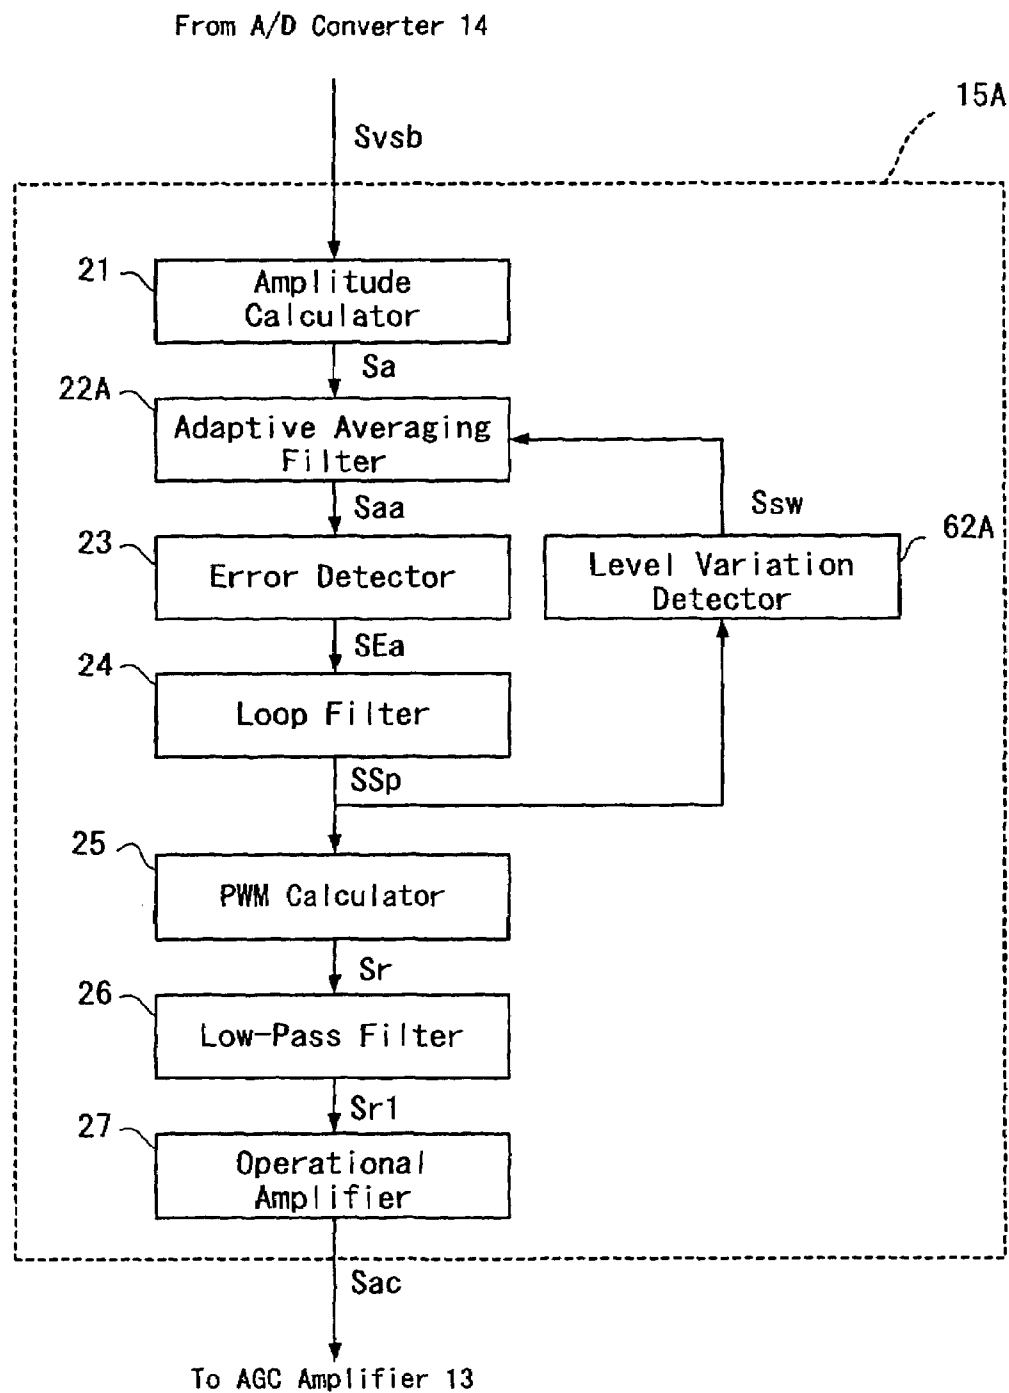 From A/D Converter 14
15A
Svsb
21
Amplitude
Calculator
Sa
22A
Adaptive Averaging
Filter
Saa
Ssw
23
Error Detector
62A
Level Variation
Detector
SEa
24
Loop Filter
SSp
25
PWM Calculator
Sr
26
Low-Pass Filter
Sr1
27
Operational
Amplifier
Sac
To AGC Amplifier 13